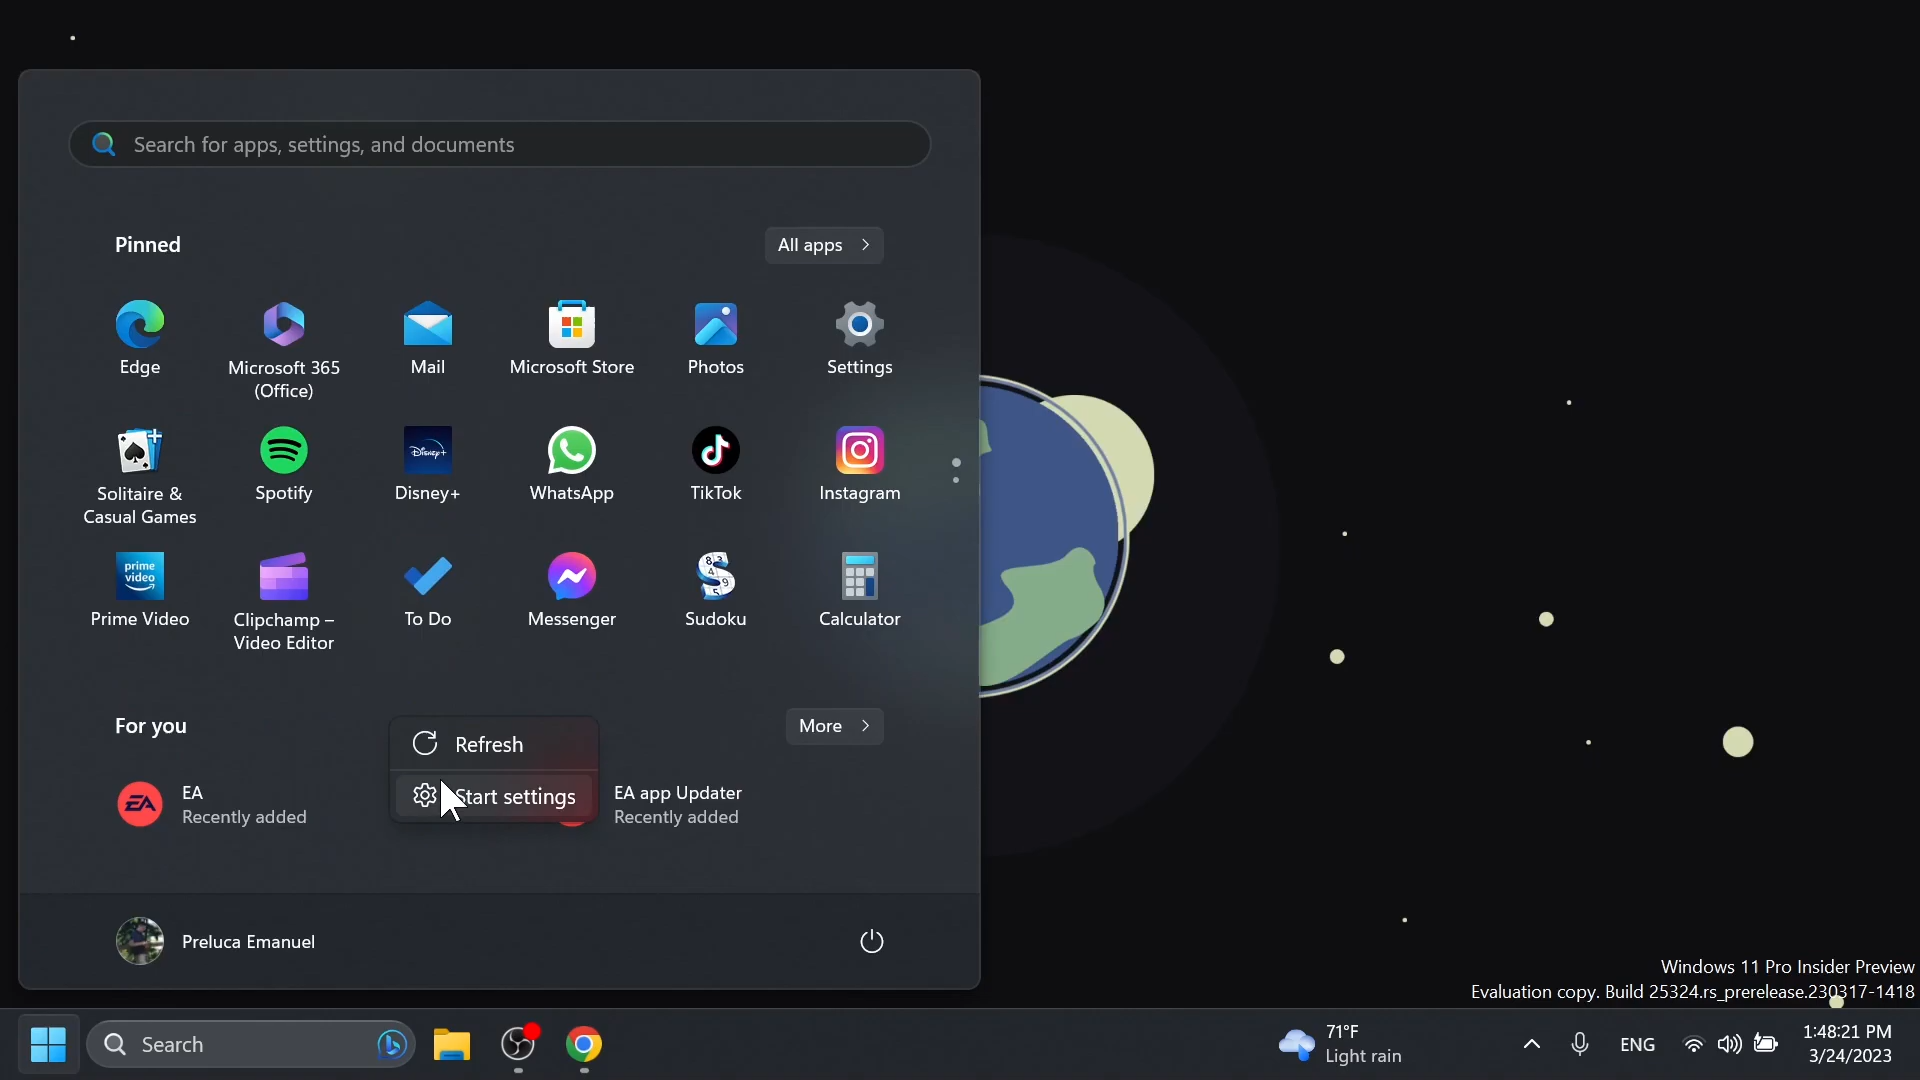 Search for apps, settings, and documents
Pinned
All apps
Edge
Microsoft 365
(Office)
Mail
Microsoft Store
Photos
Settings
Solitaire &
Casual Games
Spotify
Disney+
Disney+
WhatsApp
TikTok
Instagram
prime
video
Prime Video
Clipchamp –
Video Editor
To Do
Messenger
Sudoku
Calculator
For you
More
Refresh
Start settings
EA
EA
Recently added
EA app Updater
Recently added
Preluca Emanuel
Windows 11 Pro Insider Preview
Evaluation copy. Build 25324.rs_prerelease.230317-1418
Search
71°F
Light rain
ENG
1:48:21 PM
3/24/2023